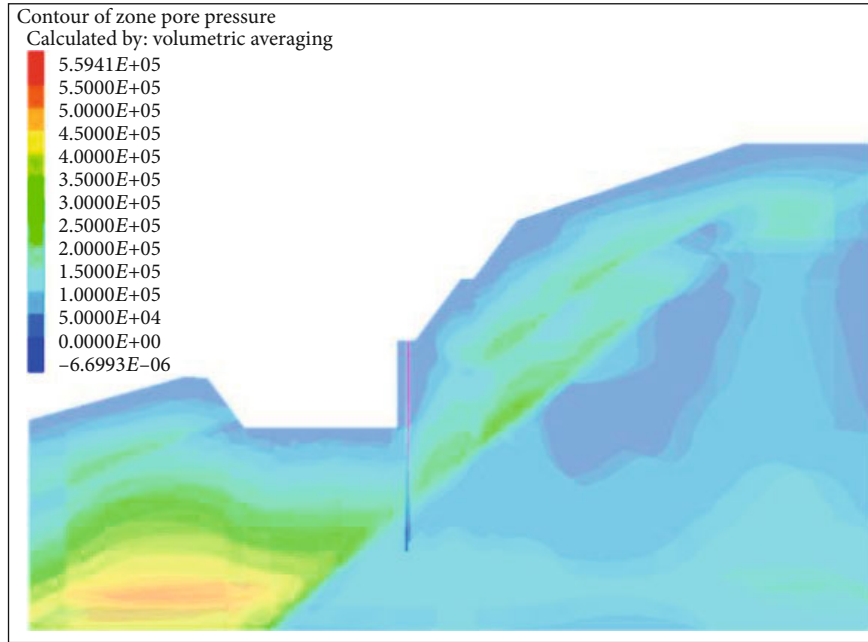 Contour of zone pore pressure
Calculated by: volumetric averaging
5.5941E+05
5.5000E+05
5.0000E+05
4.5000E+05
4.0000E+05
3.5000E+05
3.0000E+05
2.5000E+05
2.0000E+05
1.5000E+05
1.0000E+05
5.0000E+04
0.0000E+00
–6.6993E–06